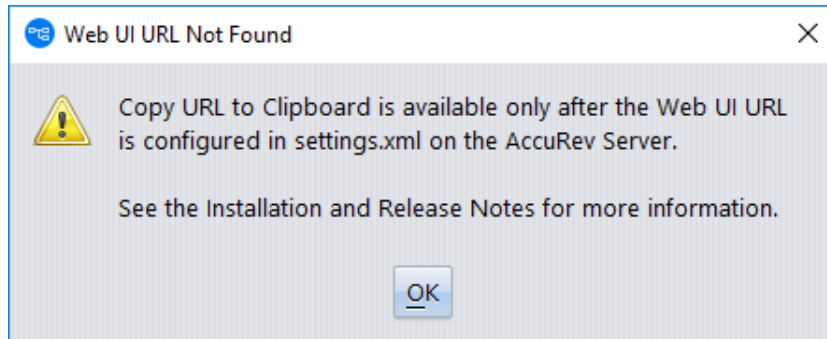 Web UI URL Not Found
Copy URL to Clipboard is available only after the Web UI URL
is configured in settings.xml on the AccuRev Server.
See the Installation and Release Notes for more information.
OK